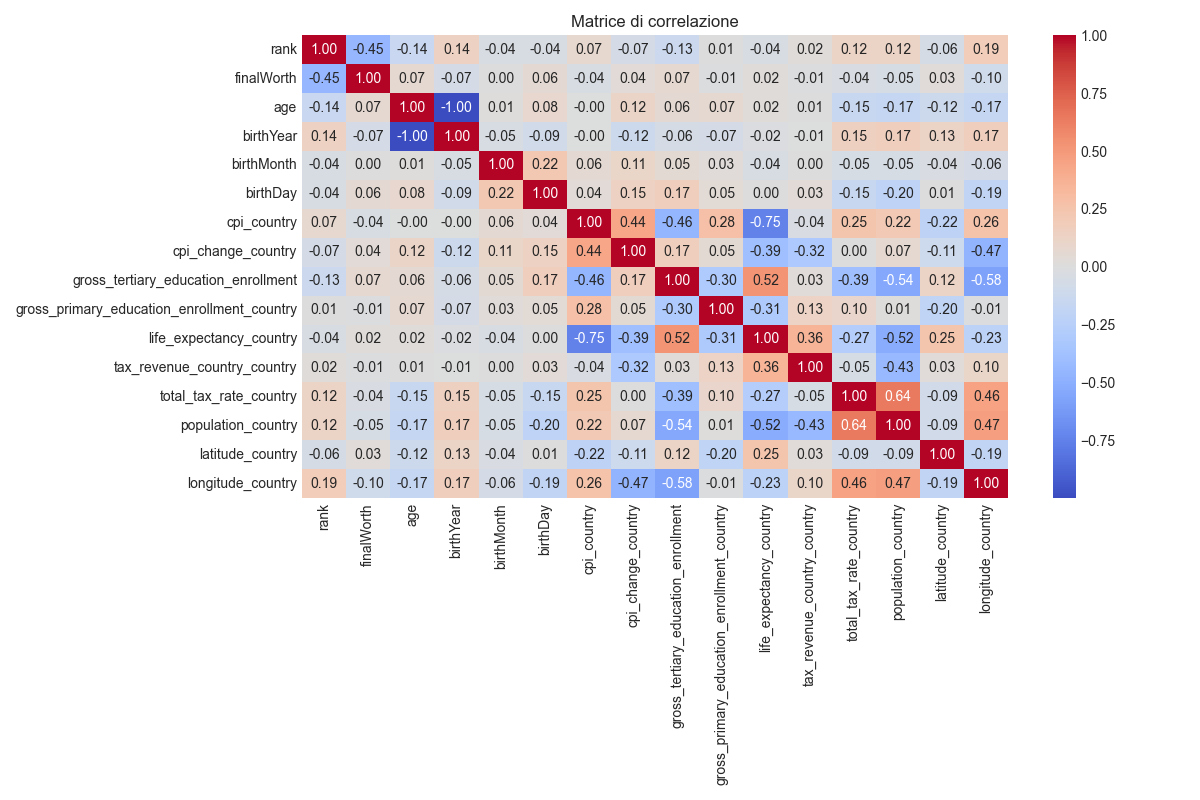 Matrice di correlazione
rank 1.00 -0.45 -0.14 0.14 -0.04 -0.04 0.07 -0.07 -0.13 0.01 -0.04 0.02 0.12 0.12 -0.06 0.19
finalWorth -0.45 1.00 0.07 -0.07 0.00 0.06 -0.04 0.04 0.07 -0.01 0.02 -0.01 -0.04 -0.05 0.03 -0.10
age -0.14 0.07 1.00 -1.00 0.01 0.08 -0.00 0.12 0.06 0.07 0.02 0.01 -0.15 -0.17 -0.12 -0.17
birthYear 0.14 -0.07 -1.00 1.00 -0.05 -0.09 -0.00 -0.12 -0.06 -0.07 -0.02 -0.01 0.15 0.17 0.13 0.17
birthMonth -0.04 0.00 0.01 -0.05 1.00 0.22 0.06 0.11 0.05 0.03 -0.04 0.00 -0.05 -0.05 -0.04 -0.06
birthDay -0.04 0.06 0.08 -0.09 0.22 1.00 0.04 0.15 0.17 0.05 0.00 0.03 -0.15 -0.20 0.01 -0.19
cpi_country 0.07 -0.04 -0.00 -0.00 0.06 0.04 1.00 0.44 -0.46 0.28 -0.75 -0.04 0.25 0.22 -0.22 0.26
cpi_change_country -0.07 0.04 0.12 -0.12 0.11 0.15 0.44 1.00 0.17 0.05 -0.39 -0.32 0.00 0.07 -0.11 -0.47
gross_tertiary_education_enrollment -0.13 0.07 0.06 -0.06 0.05 0.17 -0.46 0.17 1.00 -0.30 0.52 0.03 -0.39 -0.54 0.12 -0.58
gross_primary_education_enrollment_country 0.01 -0.01 0.07 -0.07 0.03 0.05 0.28 0.05 -0.30 1.00 -0.31 0.13 0.10 0.01 -0.20 -0.01
life_expectancy_country -0.04 0.02 0.02 -0.02 -0.04 0.00 -0.75 -0.39 0.52 -0.31 1.00 0.36 -0.27 -0.52 0.25 -0.23
tax_revenue_country_country 0.02 -0.01 0.01 -0.01 0.00 0.03 -0.04 -0.32 0.03 0.13 0.36 1.00 -0.05 -0.43 0.03 0.10
total_tax_rate_country 0.12 -0.04 -0.15 0.15 -0.05 -0.15 0.25 0.00 -0.39 0.10 -0.27 -0.05 1.00 0.64 -0.09 0.46
population_country 0.12 -0.05 -0.17 0.17 -0.05 -0.20 0.22 0.07 -0.54 0.01 -0.52 -0.43 0.64 1.00 -0.09 0.47
latitude_country -0.06 0.03 -0.12 0.13 -0.04 0.01 -0.22 -0.11 0.12 -0.20 0.25 0.03 -0.09 -0.09 1.00 -0.19
longitude_country 0.19 -0.10 -0.17 0.17 -0.06 -0.19 0.26 -0.47 -0.58 -0.01 -0.23 0.10 0.46 0.47 -0.19 1.00
rank
finalWorth
age
birthYear
birthMonth
birthDay
cpi_country
cpi_change_country
gross_tertiary_education_enrollment
gross_primary_education_enrollment_country
life_expectancy_country
tax_revenue_country_country
total_tax_rate_country
population_country
latitude_country
longitude_country
1.00
0.75
0.50
0.25
0.00
−0.25
−0.50
−0.75